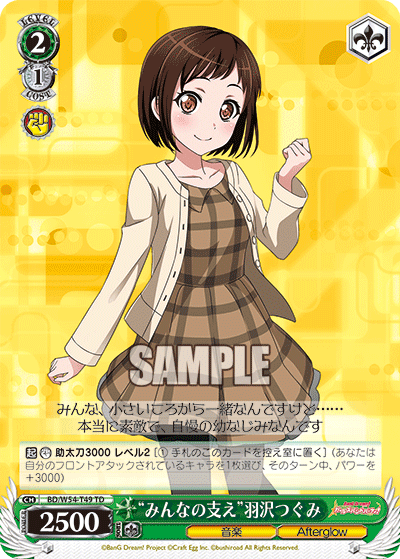 LEVEL
2
1
COST
SAMPLE
みんな、小さいころから一緒なんですけど……
本当に素敵で、自慢の幼なじみなんです
【起】 助太刀3000 レベル2 [① 手札のこのカードを控え室に置く] (あなたは
自分のフロントアタックされているキャラを1枚選び、そのターン中、パワーを
+3000)
CH BD/W54-T49 TD
2500
"みんなの支え"羽沢つぐみ
音楽 Afterglow
©BanG Dream! Project ©Craft Egg Inc. ©bushiroad All Rights Reserved.